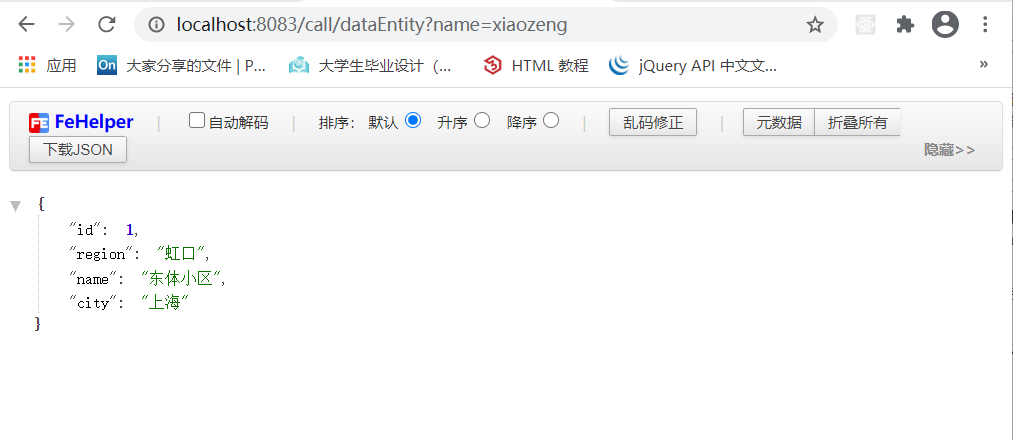 localhost:8083/call/dataEntity?name=xiaozeng
应用 On 大家分享的文件 | P... 大学生毕业设计（... HTML 教程 jQuery API 中文文... »
FE FeHelper | 自动解码 | 排序： 默认 升序 降序 | 乱码修正 | 元数据 折叠所有
下载JSON 隐藏>>
{
"id": 1,
"region": "虹口",
"name": "东体小区",
"city": "上海"
}